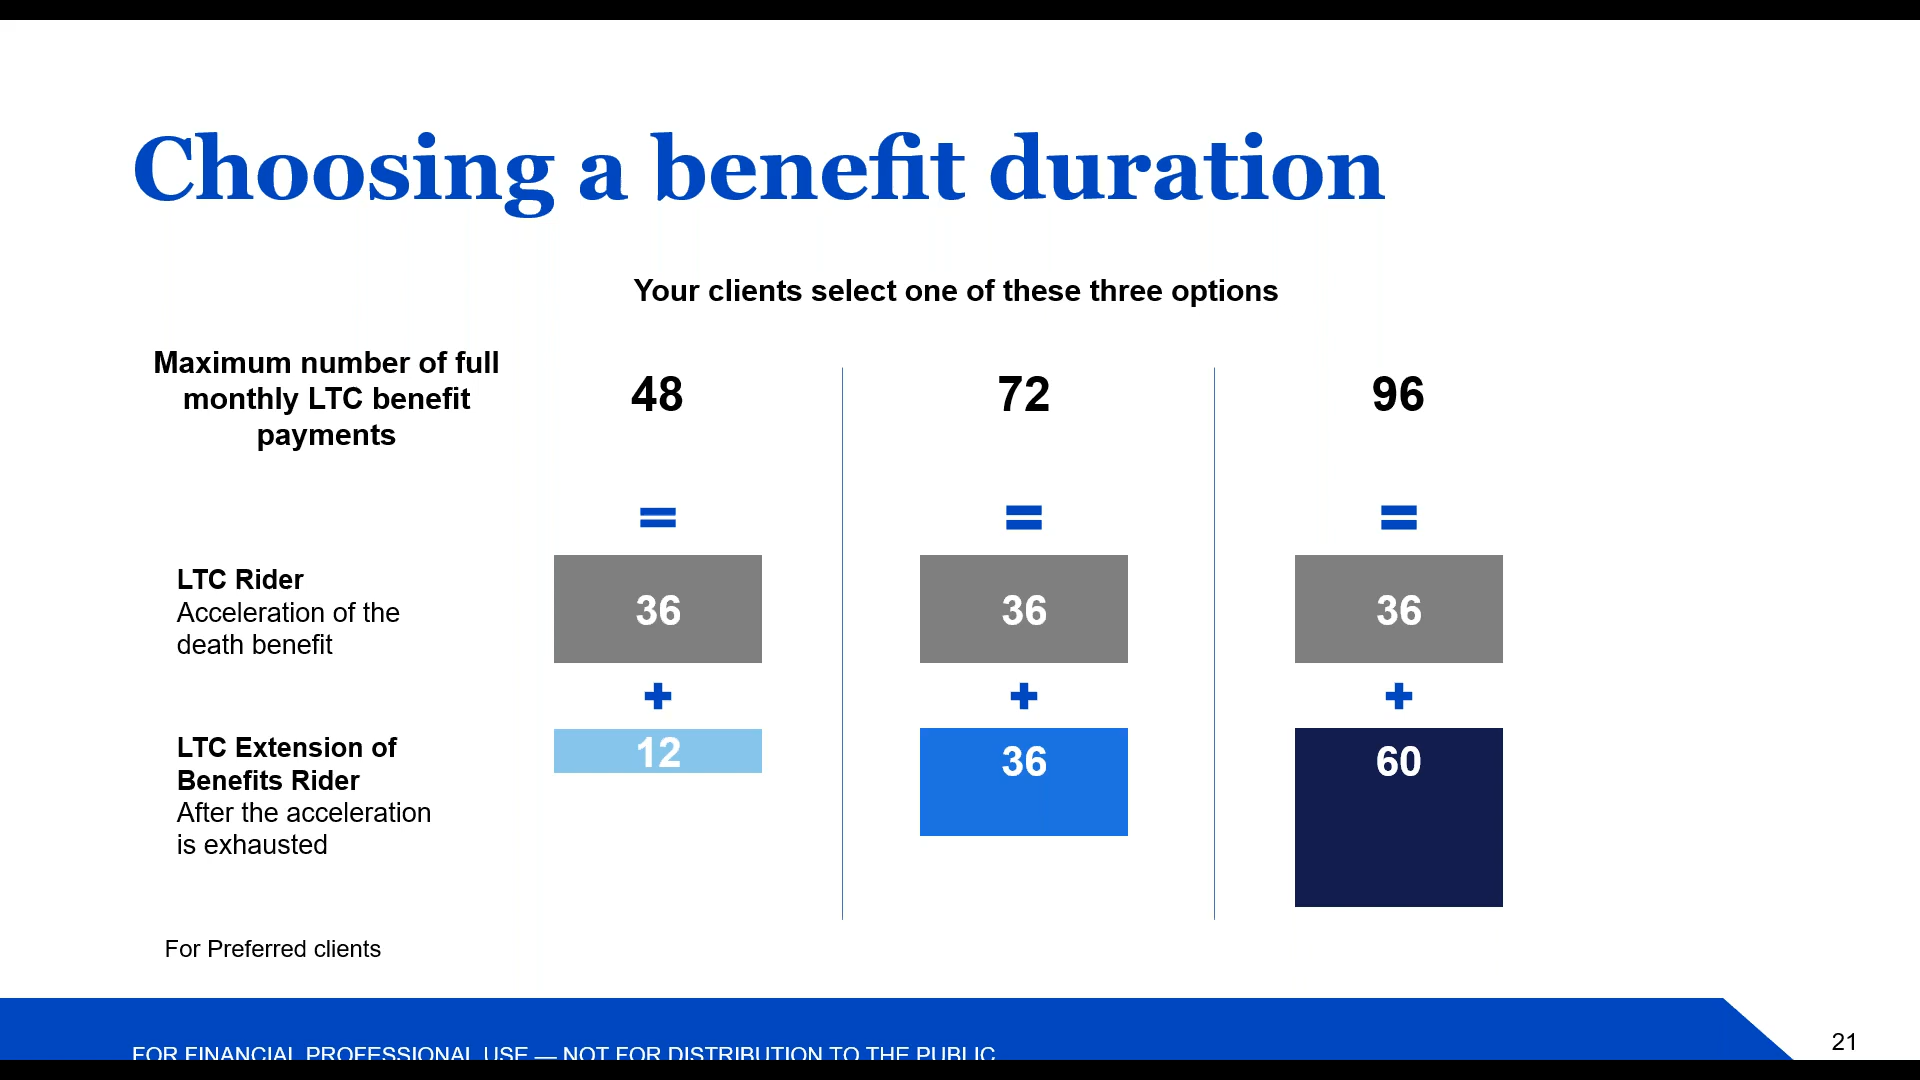 Choosing a benefit duration
Your clients select one of these three options
Maximum number of full
monthly LTC benefit
payments
48
72
96
=
=
=
LTC Rider
Acceleration of the
death benefit
36
36
36
+
+
+
LTC Extension of
Benefits Rider
After the acceleration
is exhausted
12
36
60
For Preferred clients
FOR FINANCIAL PROFESSIONAL USE — NOT FOR DISTRIBUTION TO THE PUBLIC
21